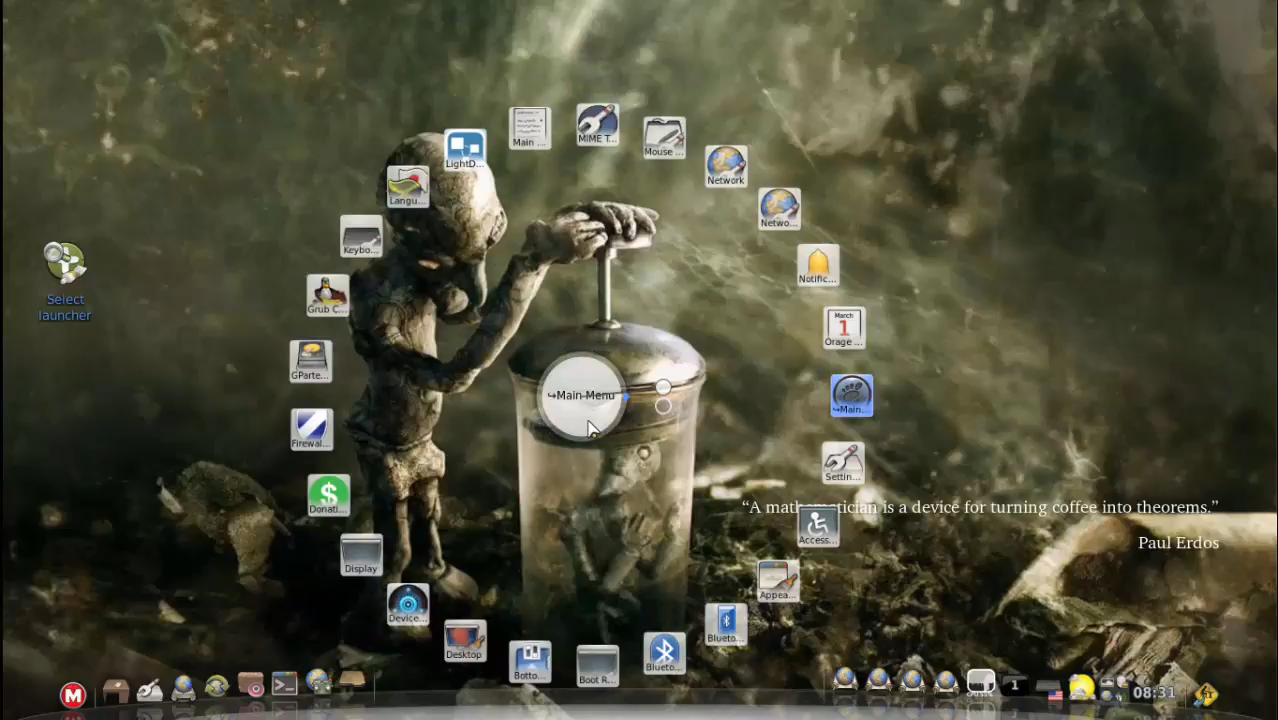 Main ...
MIME T...
Mouse ...
LightD...
Network
Langu...
Netwo...
Keybo...
Notific...
Select
launcher
Grub C...
March
1
Orage ...
GParte...
↪Main Menu
↪Main...
Firewal...
Settin...
Donati...
“A mathematician is a device for turning coffee into theorems.”
Access...
Paul Erdos
Display
Appea...
Device...
Blueto...
Desktop
Botto...
Boot R...
Blueto...
M
>_
1
08:31